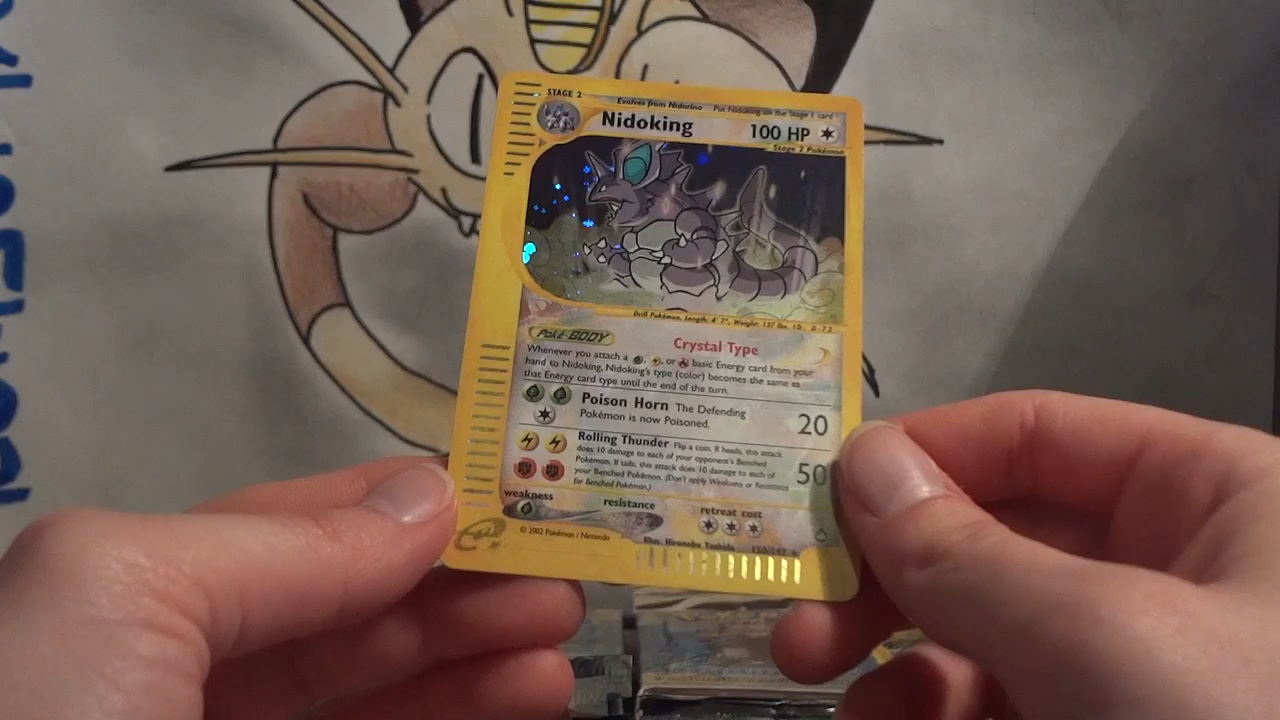 STAGE 2
Evolves from Nidorino Put Nidoking on the Stage 1 card
Nidoking 100 HP
Stage 2 Pokémon
Drill Pokémon, Length: 4' 7", Weight: 137 lbs.
Poké-BODY Crystal Type
Whenever you attach a , , or basic Energy card from your
hand to Nidoking, Nidoking's type (color) becomes the same as
that Energy card type until the end of the turn.
Poison Horn The Defending 20
Pokémon is now Poisoned.
Rolling Thunder Flip a coin. If heads, this attack 50
does 10 damage to each of your opponent's Benched
Pokémon. If tails, this attack does 10 damage to each of
your Benched Pokémon. (Don't apply Weakness or Resistance
for Benched Pokémon.)
weakness resistance retreat cost
© 2002 Pokémon / Nintendo Illus. Hironobu Yoshida 150/147